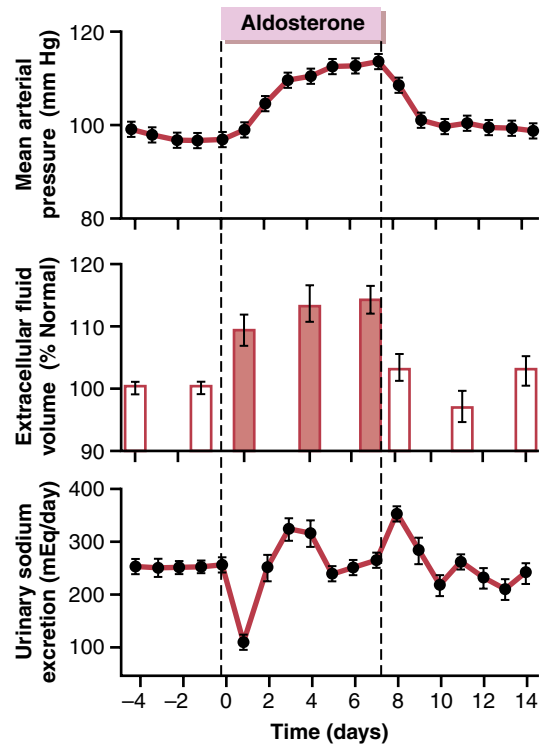 Aldosterone
Mean arterial
pressure (mm Hg)
120
100
80
Extracellular fluid
volume (% Normal)
120
110
100
90
Urinary sodium
excretion (mEq/day)
400
300
200
100
–4 –2 0 2 4 6 8 10 12 14
Time (days)